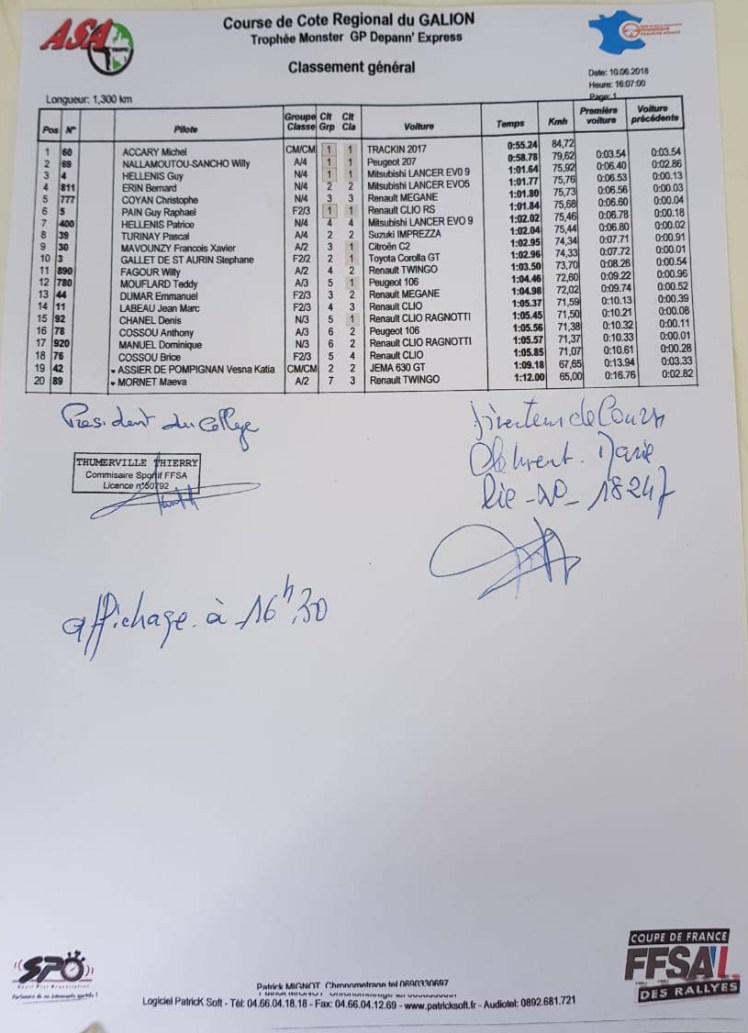 ASA
Course de Cote Regional du GALION
Trophée Monster GP Depann' Express
Classement général
Date: 10.06.2018
Heure: 16:07:00
Page: 1
Longueur: 1,300 km
Pos N° Pilote Groupe Classe Clt Grp Clt Cla Voiture Temps Kmh Première voiture Voiture précédente
1 60 ACCARY Michel CM/CM 1 1 TRACKIN 2017 0:55.24 84,72
2 69 NALLAMOUTOU-SANCHO Willy A/4 1 1 Peugeot 207 0:58.78 79,62 0:03.54 0:03.54
3 4 HELLENIS Guy N/4 1 1 Mitsubishi LANCER EV0 9 1:01.64 75,92 0:06.40 0:02.86
4 811 ERIN Bernard N/4 2 2 Mitsubishi LANCER EVO5 1:01.77 75,76 0:06.53 0:00.13
5 777 COYAN Christophe N/4 3 3 Renault MEGANE 1:01.80 75,73 0:06.56 0:00.03
6 5 PAIN Guy Raphael F2/3 1 1 Renault CLIO RS 1:01.84 75,68 0:06.60 0:00.04
7 400 HELLENIS Patrice N/4 4 4 Mitsubishi LANCER EVO 9 1:02.02 75,46 0:06.78 0:00.18
8 39 TURINAY Pascal A/4 2 2 Suzuki IMPREZZA 1:02.04 75,44 0:06.80 0:00.02
9 30 MAVOUNZY Francois Xavier A/2 3 1 Citroën C2 1:02.95 74,34 0:07.71 0:00.91
10 3 GALLET DE ST AURIN Stephane F2/2 2 1 Toyota Corolla GT 1:02.96 74,33 0:07.72 0:00.01
11 890 FAGOUR Willy A/2 4 2 Renault TWINGO 1:03.50 73,70 0:08.26 0:00.54
12 780 MOUFLARD Teddy A/3 5 1 Peugeot 106 1:04.46 72,60 0:09.22 0:00.96
13 44 DUMAR Emmanuel F2/3 3 2 Renault MEGANE 1:04.98 72,02 0:09.74 0:00.52
14 11 LABEAU Jean Marc F2/3 4 3 Renault CLIO 1:05.37 71,59 0:10.13 0:00.39
15 92 CHANEL Denis N/3 5 1 Renault CLIO RAGNOTTI 1:05.45 71,50 0:10.21 0:00.08
16 78 COSSOU Anthony A/3 6 2 Peugeot 106 1:05.56 71,38 0:10.32 0:00.11
17 920 MANUEL Dominique N/3 6 2 Renault CLIO RAGNOTTI 1:05.57 71,37 0:10.33 0:00.01
18 76 COSSOU Brice F2/3 5 4 Renault CLIO 1:05.85 71,07 0:10.61 0:00.28
19 42 ASSIER DE POMPIGNAN Vesna Katia CM/CM 2 2 JEMA 630 GT 1:09.18 67,65 0:13.94 0:03.33
20 89 MORNET Maeva A/2 7 3 Renault TWINGO 1:12.00 65,00 0:16.76 0:02.82
President du College
Directeur de Course
THUMERVILLE THIERRY
Commisaire Sportif FFSA
Licence n°50792
Marie
Lie - N° - 18247
affichage à 16h30
SPO
COUPE DE FRANCE
FFSA
DES RALLYES
Patrick MIGNOT Chronometrage tel 0690330697
Logiciel PatricK Soft - Tél: 04.66.04.18.18 - Fax: 04.66.04.12.69 - www.patricksoft.fr - Audiotel: 0892.681.721